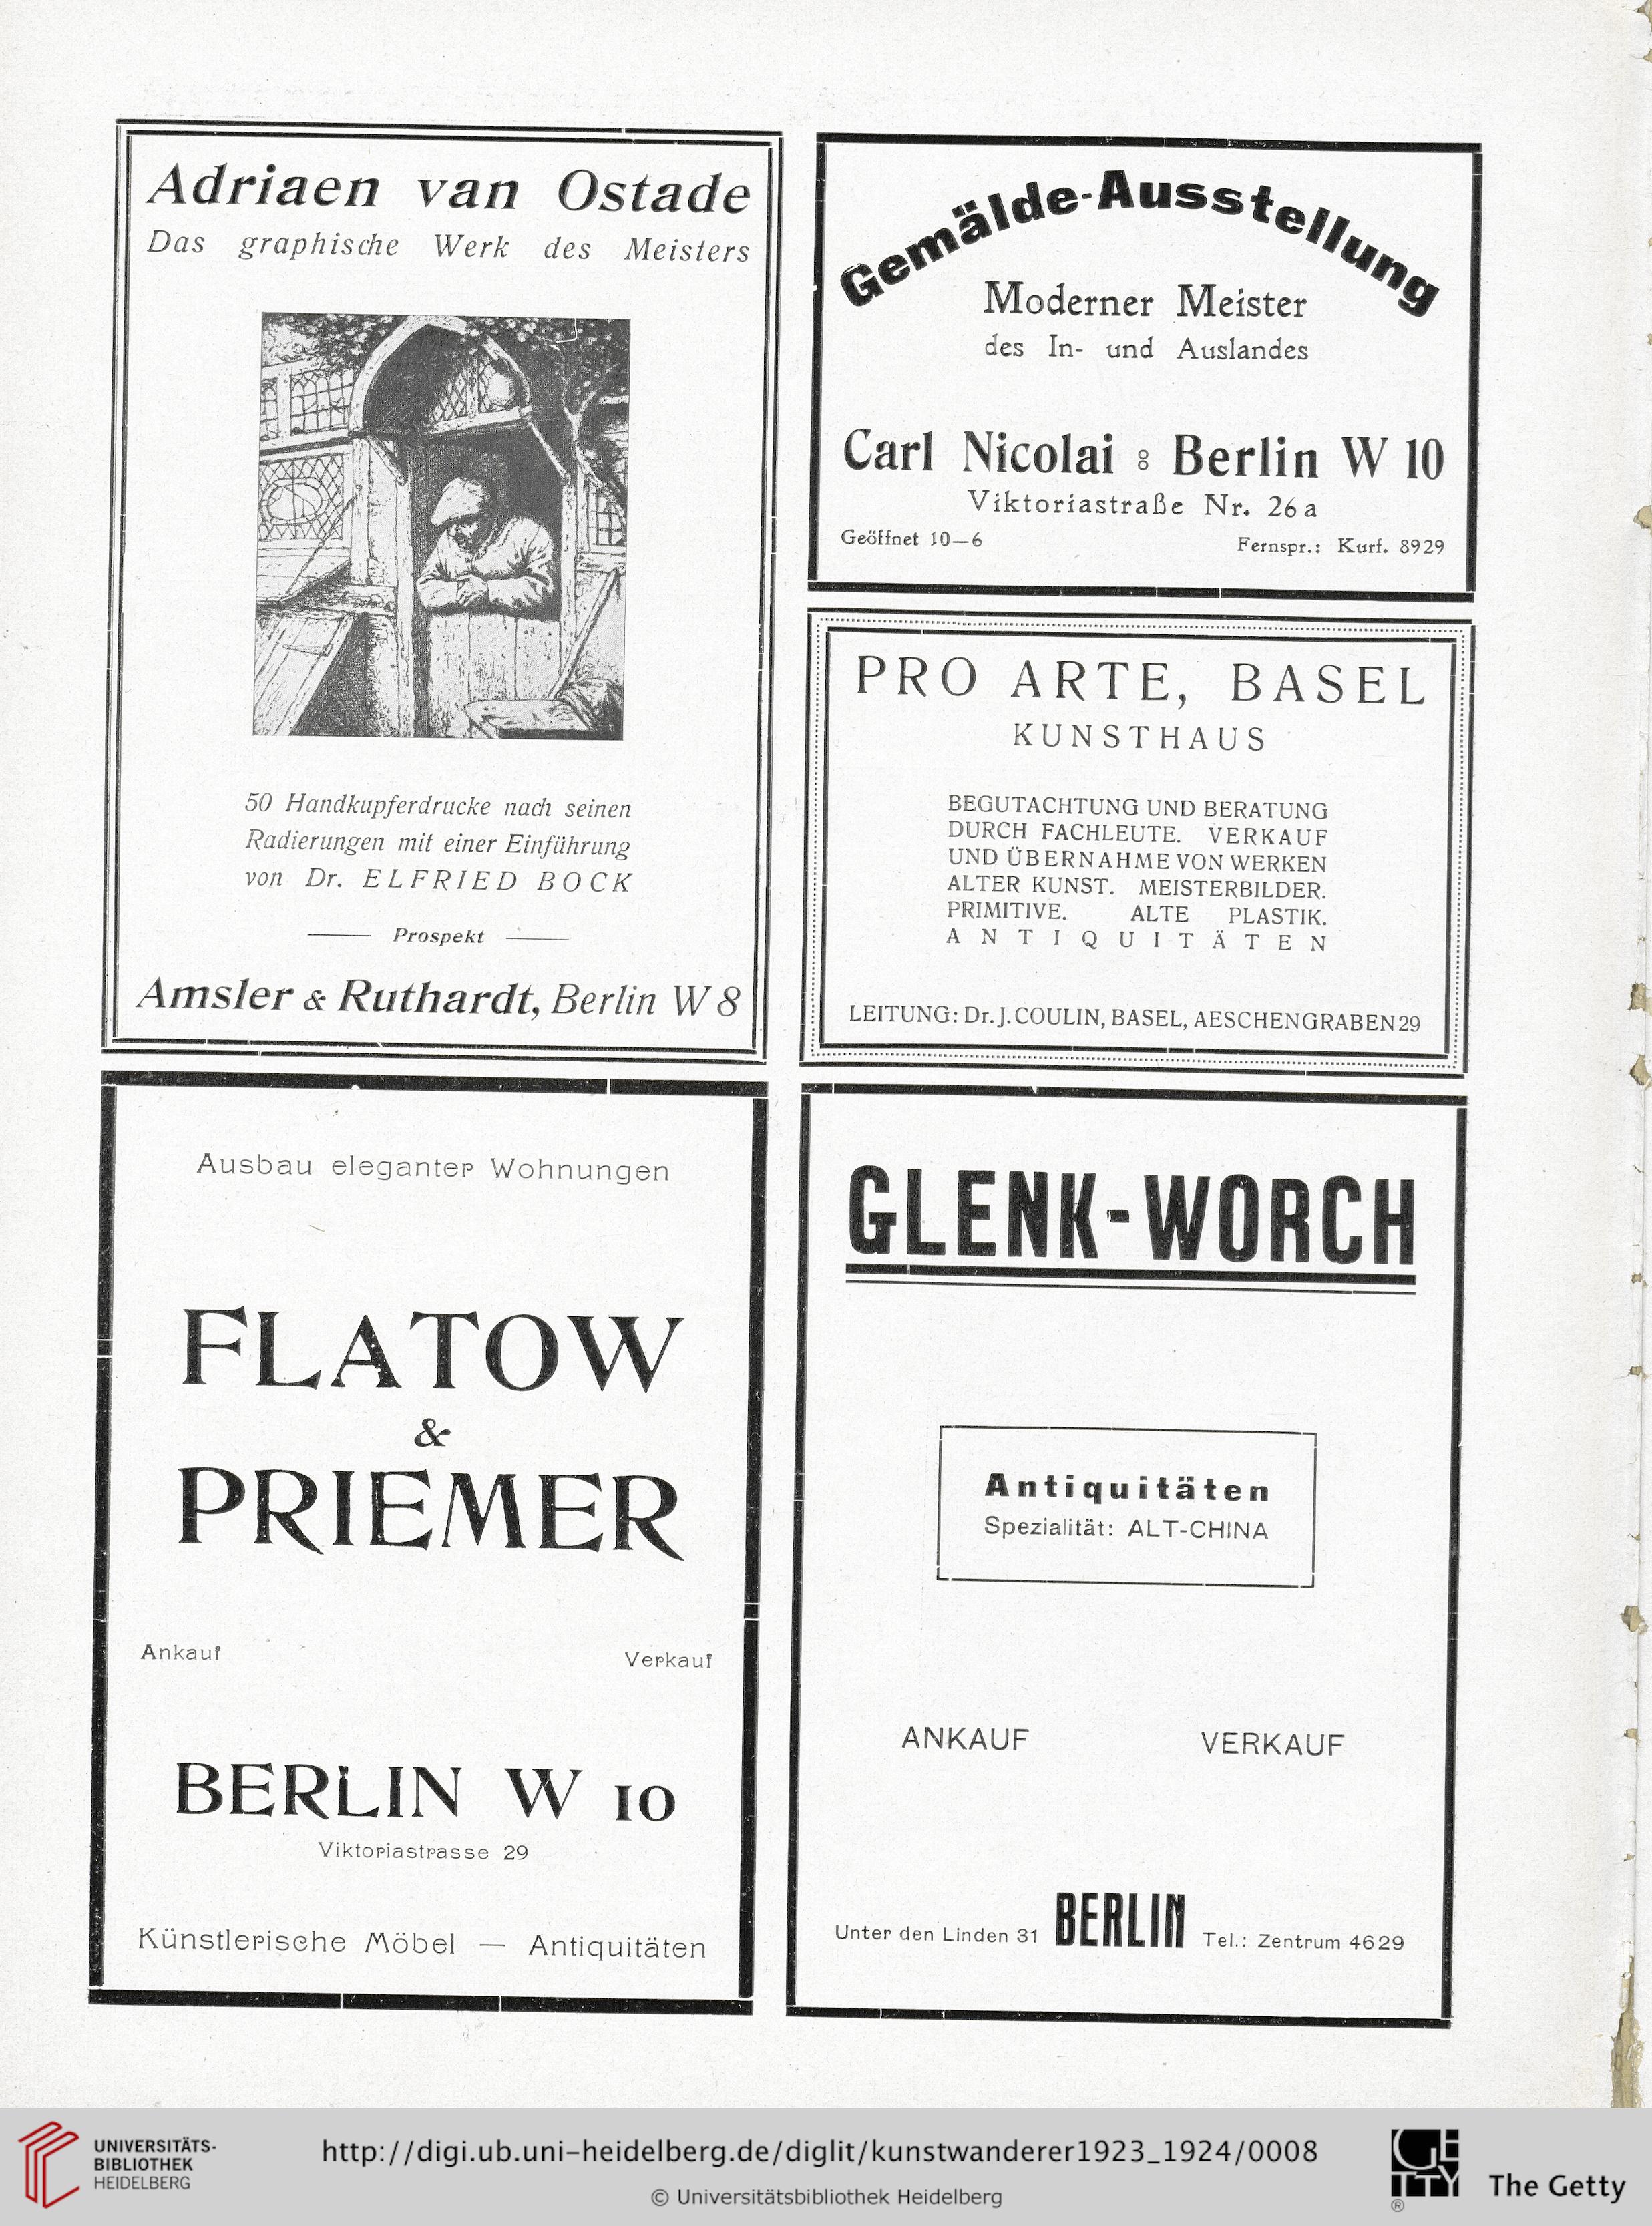 Adriaen van Ostade
Das graphische Werk des Meisters
50 Handkupferdrucke nach seinen
Radierungen mit einer Einführung
von Dr. ELFRIED BOCK
Prospekt
Amsler & Ruthardt, Berlin W 8
Gemälde-Ausstellung
Moderner Meister
des In- und Auslandes
Carl Nicolai : Berlin W 10
Viktoriastraße Nr. 26a
Geöffnet 10—6
Fernspr.: Kurf. 8929
PRO ARTE, BASEL
KUNSTHAUS
BEGUTACHTUNG UND BERATUNG
DURCH FACHLEUTE. VERKAUF
UND ÜBERNAHME VON WERKEN
ALTER KUNST. MEISTERBILDER.
PRIMITIVE. ALTE PLASTIK.
ANTIQUITÄTEN
LEITUNG: Dr. J. COULIN, BASEL, AESCHENGRABEN 29
Ausbau eleganter Wohnungen
FLATOW
&
PRIEMER
Ankauf
Verkauf
BERLIN W 10
Viktoriastrasse 29
Künstlerische Möbel — Antiquitäten
GLENK-WORCH
Antiquitäten
Spezialität: ALT-CHINA
ANKAUF
VERKAUF
Unter den Linden 31 BERLIN Tel.: Zentrum 4629
UNIVERSITÄTS-
BIBLIOTHEK
HEIDELBERG
http://digi.ub.uni-heidelberg.de/diglit/kunstwanderer1923_1924/0008
© Universitätsbibliothek Heidelberg
GETTY
®
The Getty